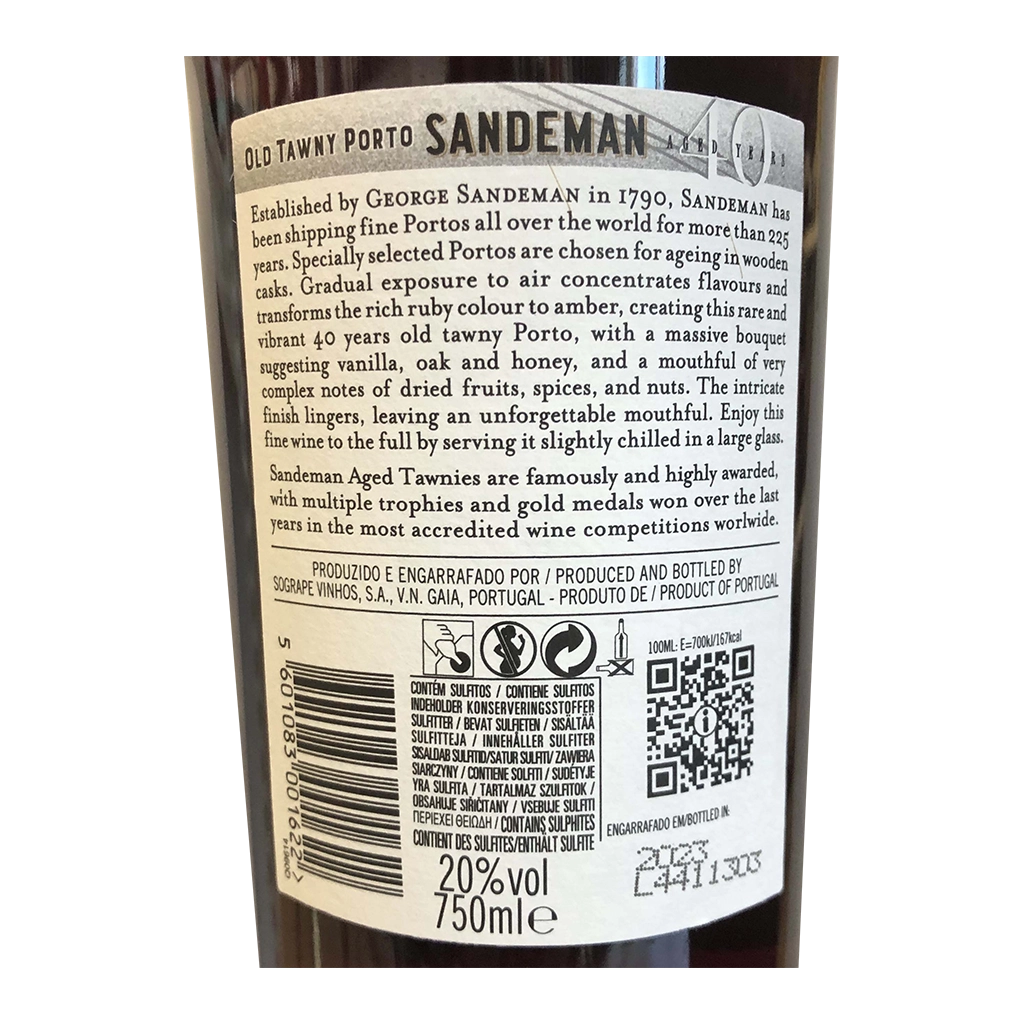 OLD TAWNY PORTO SANDEMAN AGED 40 YEARS
Established by GEORGE SANDEMAN in 1790, SANDEMAN has
been shipping fine Portos all over the world for more than 225
years. Specially selected Portos are chosen for ageing in wooden
casks. Gradual exposure to air concentrates flavours and
transforms the rich ruby colour to amber, creating this rare and
vibrant 40 years old tawny Porto, with a massive bouquet
suggesting vanilla, oak and honey, and a mouthful of very
complex notes of dried fruits, spices, and nuts. The intricate
finish lingers, leaving an unforgettable mouthful. Enjoy this
fine wine to the full by serving it slightly chilled in a large glass.
Sandeman Aged Tawnies are famously and highly awarded,
with multiple trophies and gold medals won over the last
years in the most accredited wine competitions worlwide.
PRODUZIDO E ENGARRAFADO POR / PRODUCED AND BOTTLED BY
SOGRAPE VINHOS, S.A., V.N. GAIA, PORTUGAL - PRODUTO DE / PRODUCT OF PORTUGAL
100ML: E=700kJ/167kcal
CONTÉM SULFITOS / CONTIENE SULFITOS
INDEHOLDER KONSERVERINGSSTOFFER
SULFITTER / BEVAT SULFIETEN / SISÄLTÄÄ
SULFITTEJA / INNEHÅLLER SULFITER
SISALDAB SULFITID/SATUR SULFITI/ ZAWIERA
SIARCZYNY / CONTIENE SOLFITI / SUDĖTYJE
YRA SULFITA / TARTALMAZ SZULFITOK /
OBSAHUJE SIŘIČITANY / VSEBUJE SULFITI
ΠΕΡΙΕΧΕΙ ΘΕΙΩΔΗ / CONTAINS SULPHITES
CONTIENT DES SULFITES/ENTHÄLT SULFITE
20%vol
750ml e
5 601083 001622 >
0086T4
i
ENGARRAFADO EM/BOTTLED IN:
2023
L4411303